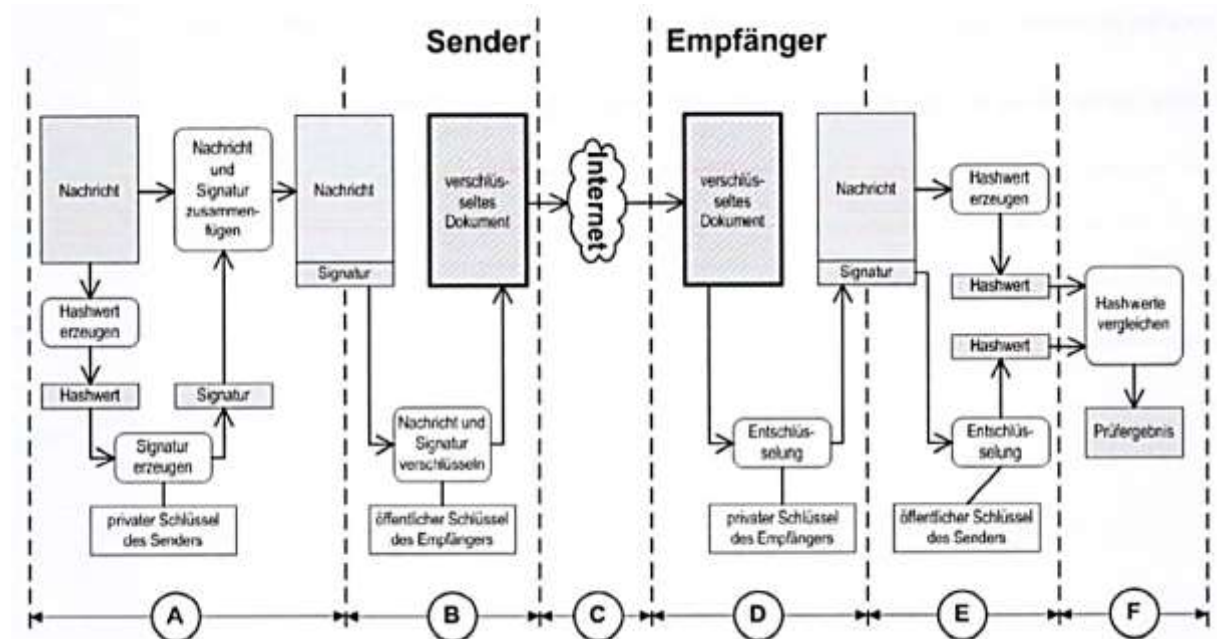 Sender
Empfänger
Nachricht
Nachricht
und
Signatur
zusammen-
fügen
Nachricht
Signatur
verschlüs-
seltes
Dokument
Internet
verschlüs-
seltes
Dokument
Nachricht
Signatur
Hashwert
erzeugen
Hashwert
Hashwert
Hashwerte
vergleichen
Prüfergebnis
Hashwert
erzeugen
Hashwert
Signatur
Signatur
erzeugen
privater Schlüssel
des Senders
Nachricht und
Signatur
verschlüsseln
öffentlicher Schlüssel
des Empfängers
Entschlüs-
selung
privater Schlüssel
des Empfängers
Entschlüs-
selung
öffentlicher Schlüssel
des Senders
A
B
C
D
E
F